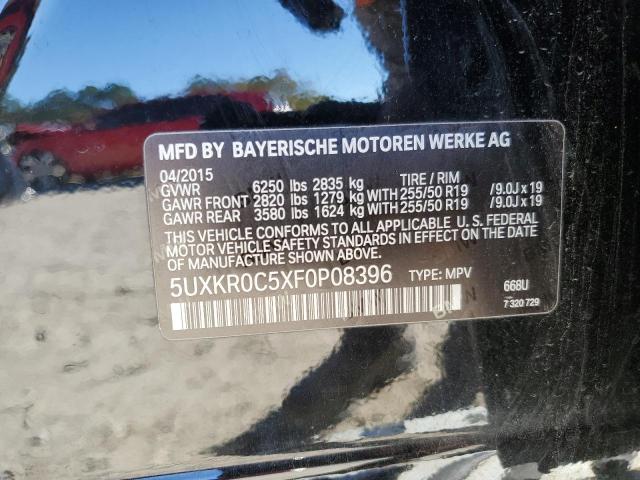 MFD BY BAYERISCHE MOTOREN WERKE AG
04/2015 TIRE / RIM
GVWR 6250 lbs 2835 kg
GAWR FRONT 2820 lbs 1279 kg WITH 255/50 R19 /9.0J x 19
GAWR REAR 3580 lbs 1624 kg WITH 255/50 R19 /9.0J x 19
THIS VEHICLE CONFORMS TO ALL APPLICABLE U.S. FEDERAL
MOTOR VEHICLE SAFETY STANDARDS IN EFFECT ON THE DATE
OF MANUFACTURE SHOWN ABOVE.
5UXKR0C5XF0P08396 TYPE: MPV 668U
7 320 729